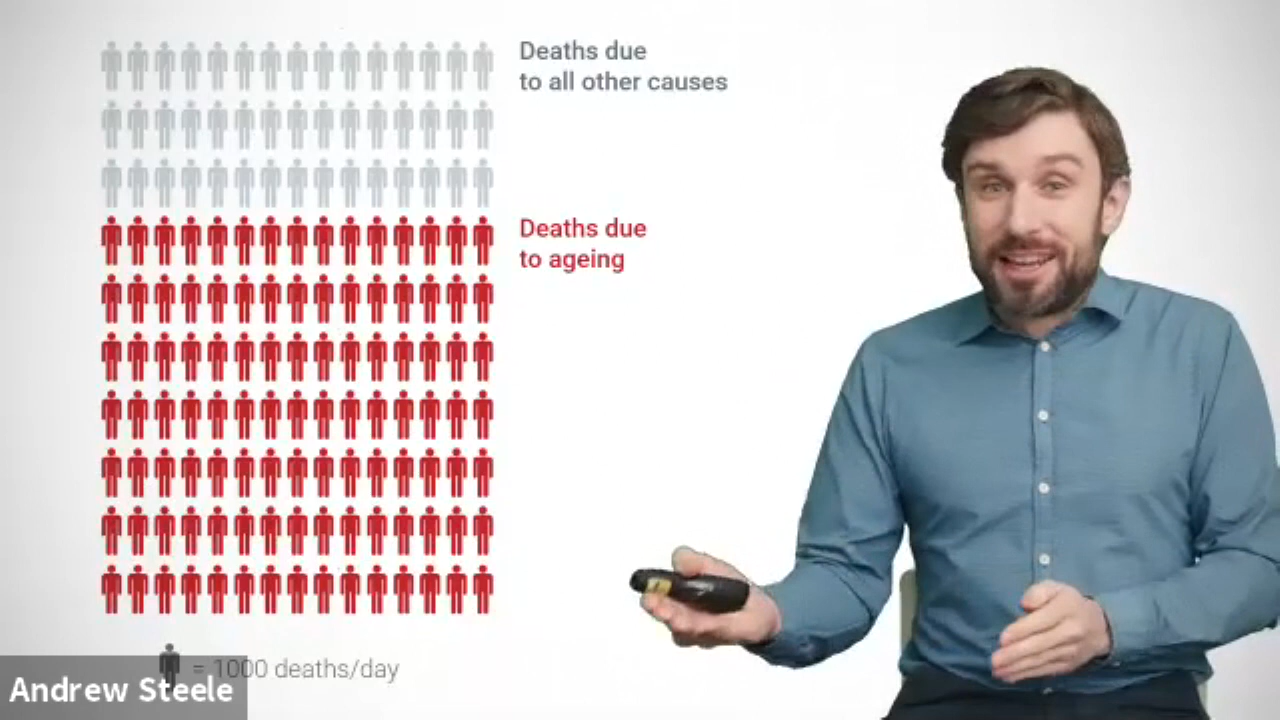 Deaths due
to all other causes
Deaths due
to ageing
= 1000 deaths/day
Andrew Steele